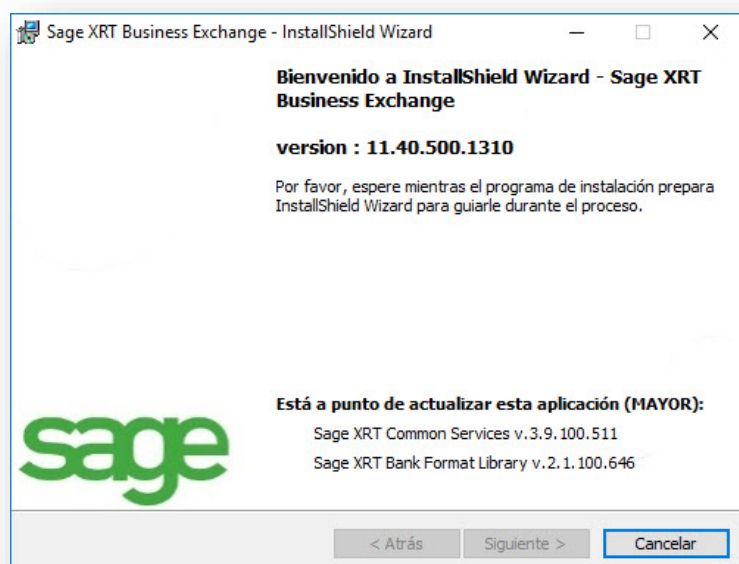 Sage XRT Business Exchange - InstallShield Wizard
Bienvenido a InstallShield Wizard - Sage XRT
Business Exchange
version : 11.40.500.1310
Por favor, espere mientras el programa de instalación prepara
InstallShield Wizard para guiarle durante el proceso.
Está a punto de actualizar esta aplicación (MAYOR):
Sage XRT Common Services v.3.9.100.511
Sage XRT Bank Format Library v.2.1.100.646
sage
< Atrás
Siguiente >
Cancelar